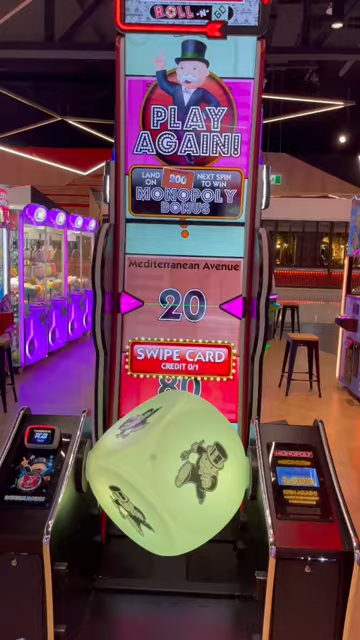 ROLL 'N' GO
PLAY
AGAIN!
LAND
ON
200
NEXT SPIN
TO WIN
MONOPOLY
BONUS
Mediterranean Avenue
20
SWIPE CARD
CREDIT 0/1
80
MONOPOLY